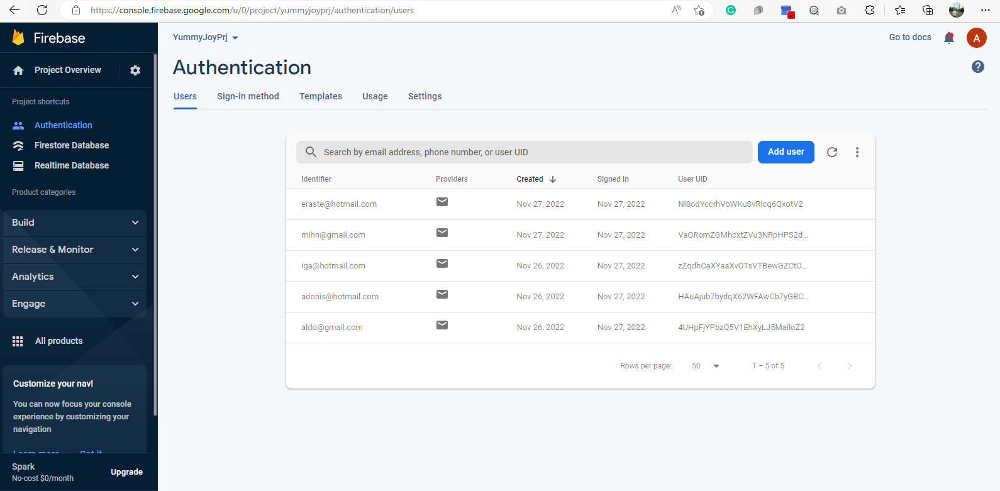 https://console.firebase.google.com/u/0/project/yummyjoyprj/authentication/users
Firebase
Project Overview
Project shortcuts
Authentication
Firestore Database
Realtime Database
Product categories
Build
Release & Monitor
Analytics
Engage
All products
Customize your nav!
You can now focus your console
experience by customizing your
navigation
Learn more Got it
Spark
No-cost $0/month
Upgrade
YummyJoyPrj
Go to docs
A
Authentication
Users Sign-in method Templates Usage Settings
Search by email address, phone number, or user UID
Add user
Identifier Providers Created Signed In User UID
eraste@hotmail.com Nov 27, 2022 Nov 27, 2022 Nl8odYccrhVoWKuSvRlcq6QxotV2
mihn@gmail.com Nov 27, 2022 Nov 27, 2022 VaORomZGMhcxtZVu3NRpHPS2d...
iga@hotmail.com Nov 26, 2022 Nov 27, 2022 zZqdhCaXYaaXvOTsVTBewGZCtO...
adonis@hotmail.com Nov 26, 2022 Nov 27, 2022 HAuAjub7bydqX62WFAwCb7yGBC...
aldo@gmail.com Nov 26, 2022 Nov 27, 2022 4UHpFjYPbzQ5V1EhXyLJ5MailoZ2
Rows per page: 50 1 – 5 of 5